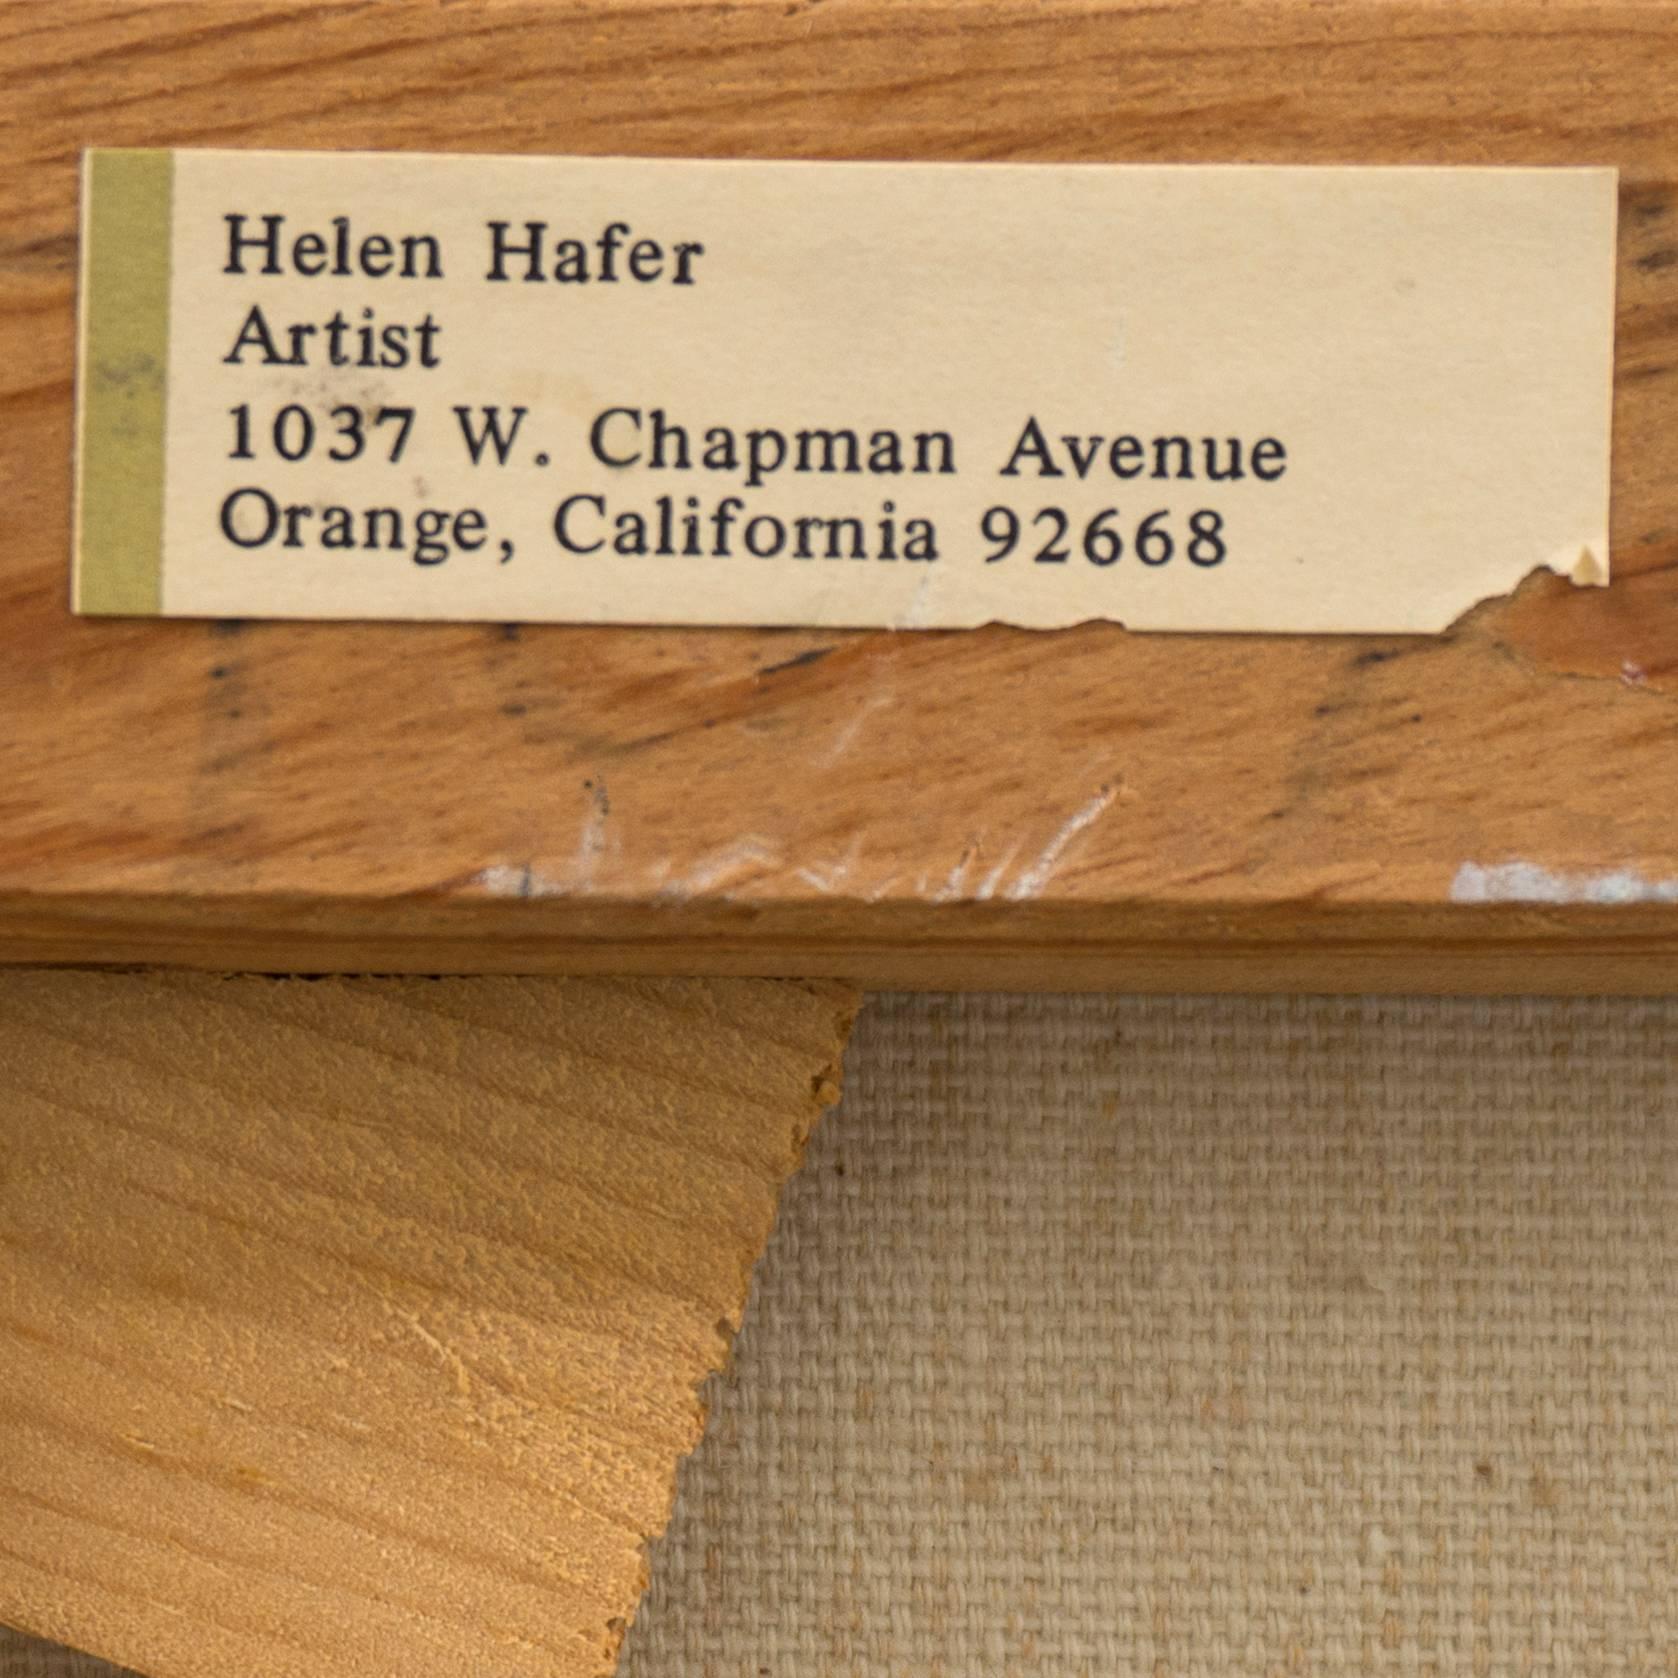 Helen Hafer
Artist
1037 W. Chapman Avenue
Orange, California 92668